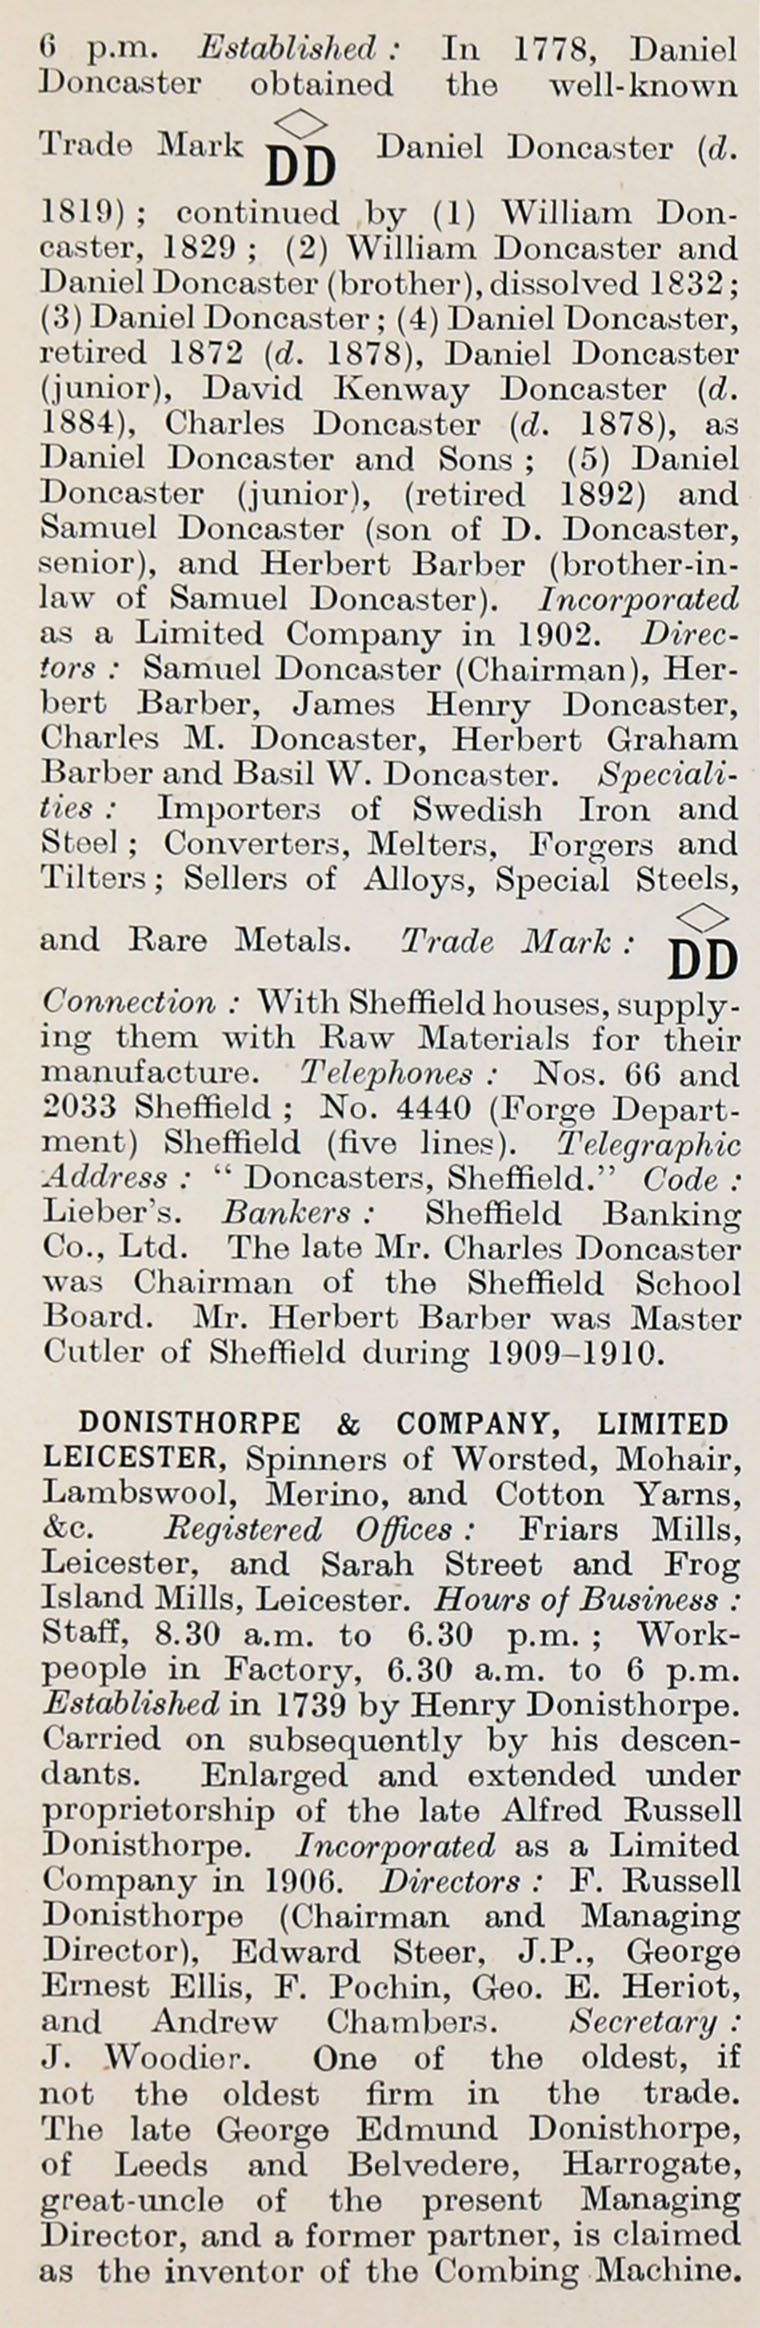 6 p.m. Established : In 1778, Daniel
Doncaster obtained the well-known
Trade Mark DD Daniel Doncaster (d.
1819) ; continued by (1) William Don-
caster, 1829 ; (2) William Doncaster and
Daniel Doncaster (brother), dissolved 1832 ;
(3) Daniel Doncaster ; (4) Daniel Doncaster,
retired 1872 (d. 1878), Daniel Doncaster
(junior), David Kenway Doncaster (d.
1884), Charles Doncaster (d. 1878), as
Daniel Doncaster and Sons ; (5) Daniel
Doncaster (junior), (retired 1892) and
Samuel Doncaster (son of D. Doncaster,
senior), and Herbert Barber (brother-in-
law of Samuel Doncaster). Incorporated
as a Limited Company in 1902. Direc-
tors : Samuel Doncaster (Chairman), Her-
bert Barber, James Henry Doncaster,
Charles M. Doncaster, Herbert Graham
Barber and Basil W. Doncaster. Speciali-
ties : Importers of Swedish Iron and
Steel ; Converters, Melters, Forgers and
Tilters ; Sellers of Alloys, Special Steels,
and Rare Metals. Trade Mark : DD
Connection : With Sheffield houses, supply-
ing them with Raw Materials for their
manufacture. Telephones : Nos. 66 and
2033 Sheffield ; No. 4440 (Forge Depart-
ment) Sheffield (five lines). Telegraphic
Address : “ Doncasters, Sheffield.” Code :
Lieber's. Bankers : Sheffield Banking
Co., Ltd. The late Mr. Charles Doncaster
was Chairman of the Sheffield School
Board. Mr. Herbert Barber was Master
Cutler of Sheffield during 1909–1910.
DONISTHORPE & COMPANY, LIMITED
LEICESTER, Spinners of Worsted, Mohair,
Lambswool, Merino, and Cotton Yarns,
&c. Registered Offices : Friars Mills,
Leicester, and Sarah Street and Frog
Island Mills, Leicester. Hours of Business :
Staff, 8.30 a.m. to 6.30 p.m. ; Work-
people in Factory, 6.30 a.m. to 6 p.m.
Established in 1739 by Henry Donisthorpe.
Carried on subsequently by his descen-
dants. Enlarged and extended under
proprietorship of the late Alfred Russell
Donisthorpe. Incorporated as a Limited
Company in 1906. Directors : F. Russell
Donisthorpe (Chairman and Managing
Director), Edward Steer, J.P., George
Ernest Ellis, F. Pochin, Geo. E. Heriot,
and Andrew Chambers. Secretary :
J. Woodier. One of the oldest, if
not the oldest firm in the trade.
The late George Edmund Donisthorpe,
of Leeds and Belvedere, Harrogate,
great-uncle of the present Managing
Director, and a former partner, is claimed
as the inventor of the Combing Machine.